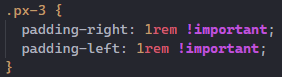 .px-3 {
  padding-right: 1rem !important;
  padding-left: 1rem !important;
}